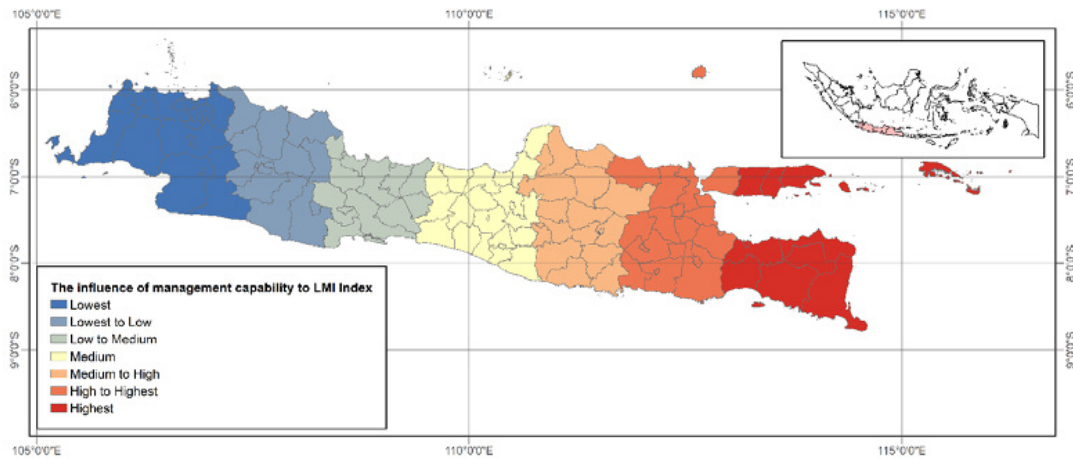 105°0'0"E 110°0'0"E 115°0'0"E
6°0'0"S 6°0'0"S
7°0'0"S 7°0'0"S
8°0'0"S 8°0'0"S
9°0'0"S 9°0'0"S
The influence of management capability to LMI Index
Lowest
Lowest to Low
Low to Medium
Medium
Medium to High
High to Highest
Highest
105°0'0"E 110°0'0"E 115°0'0"E